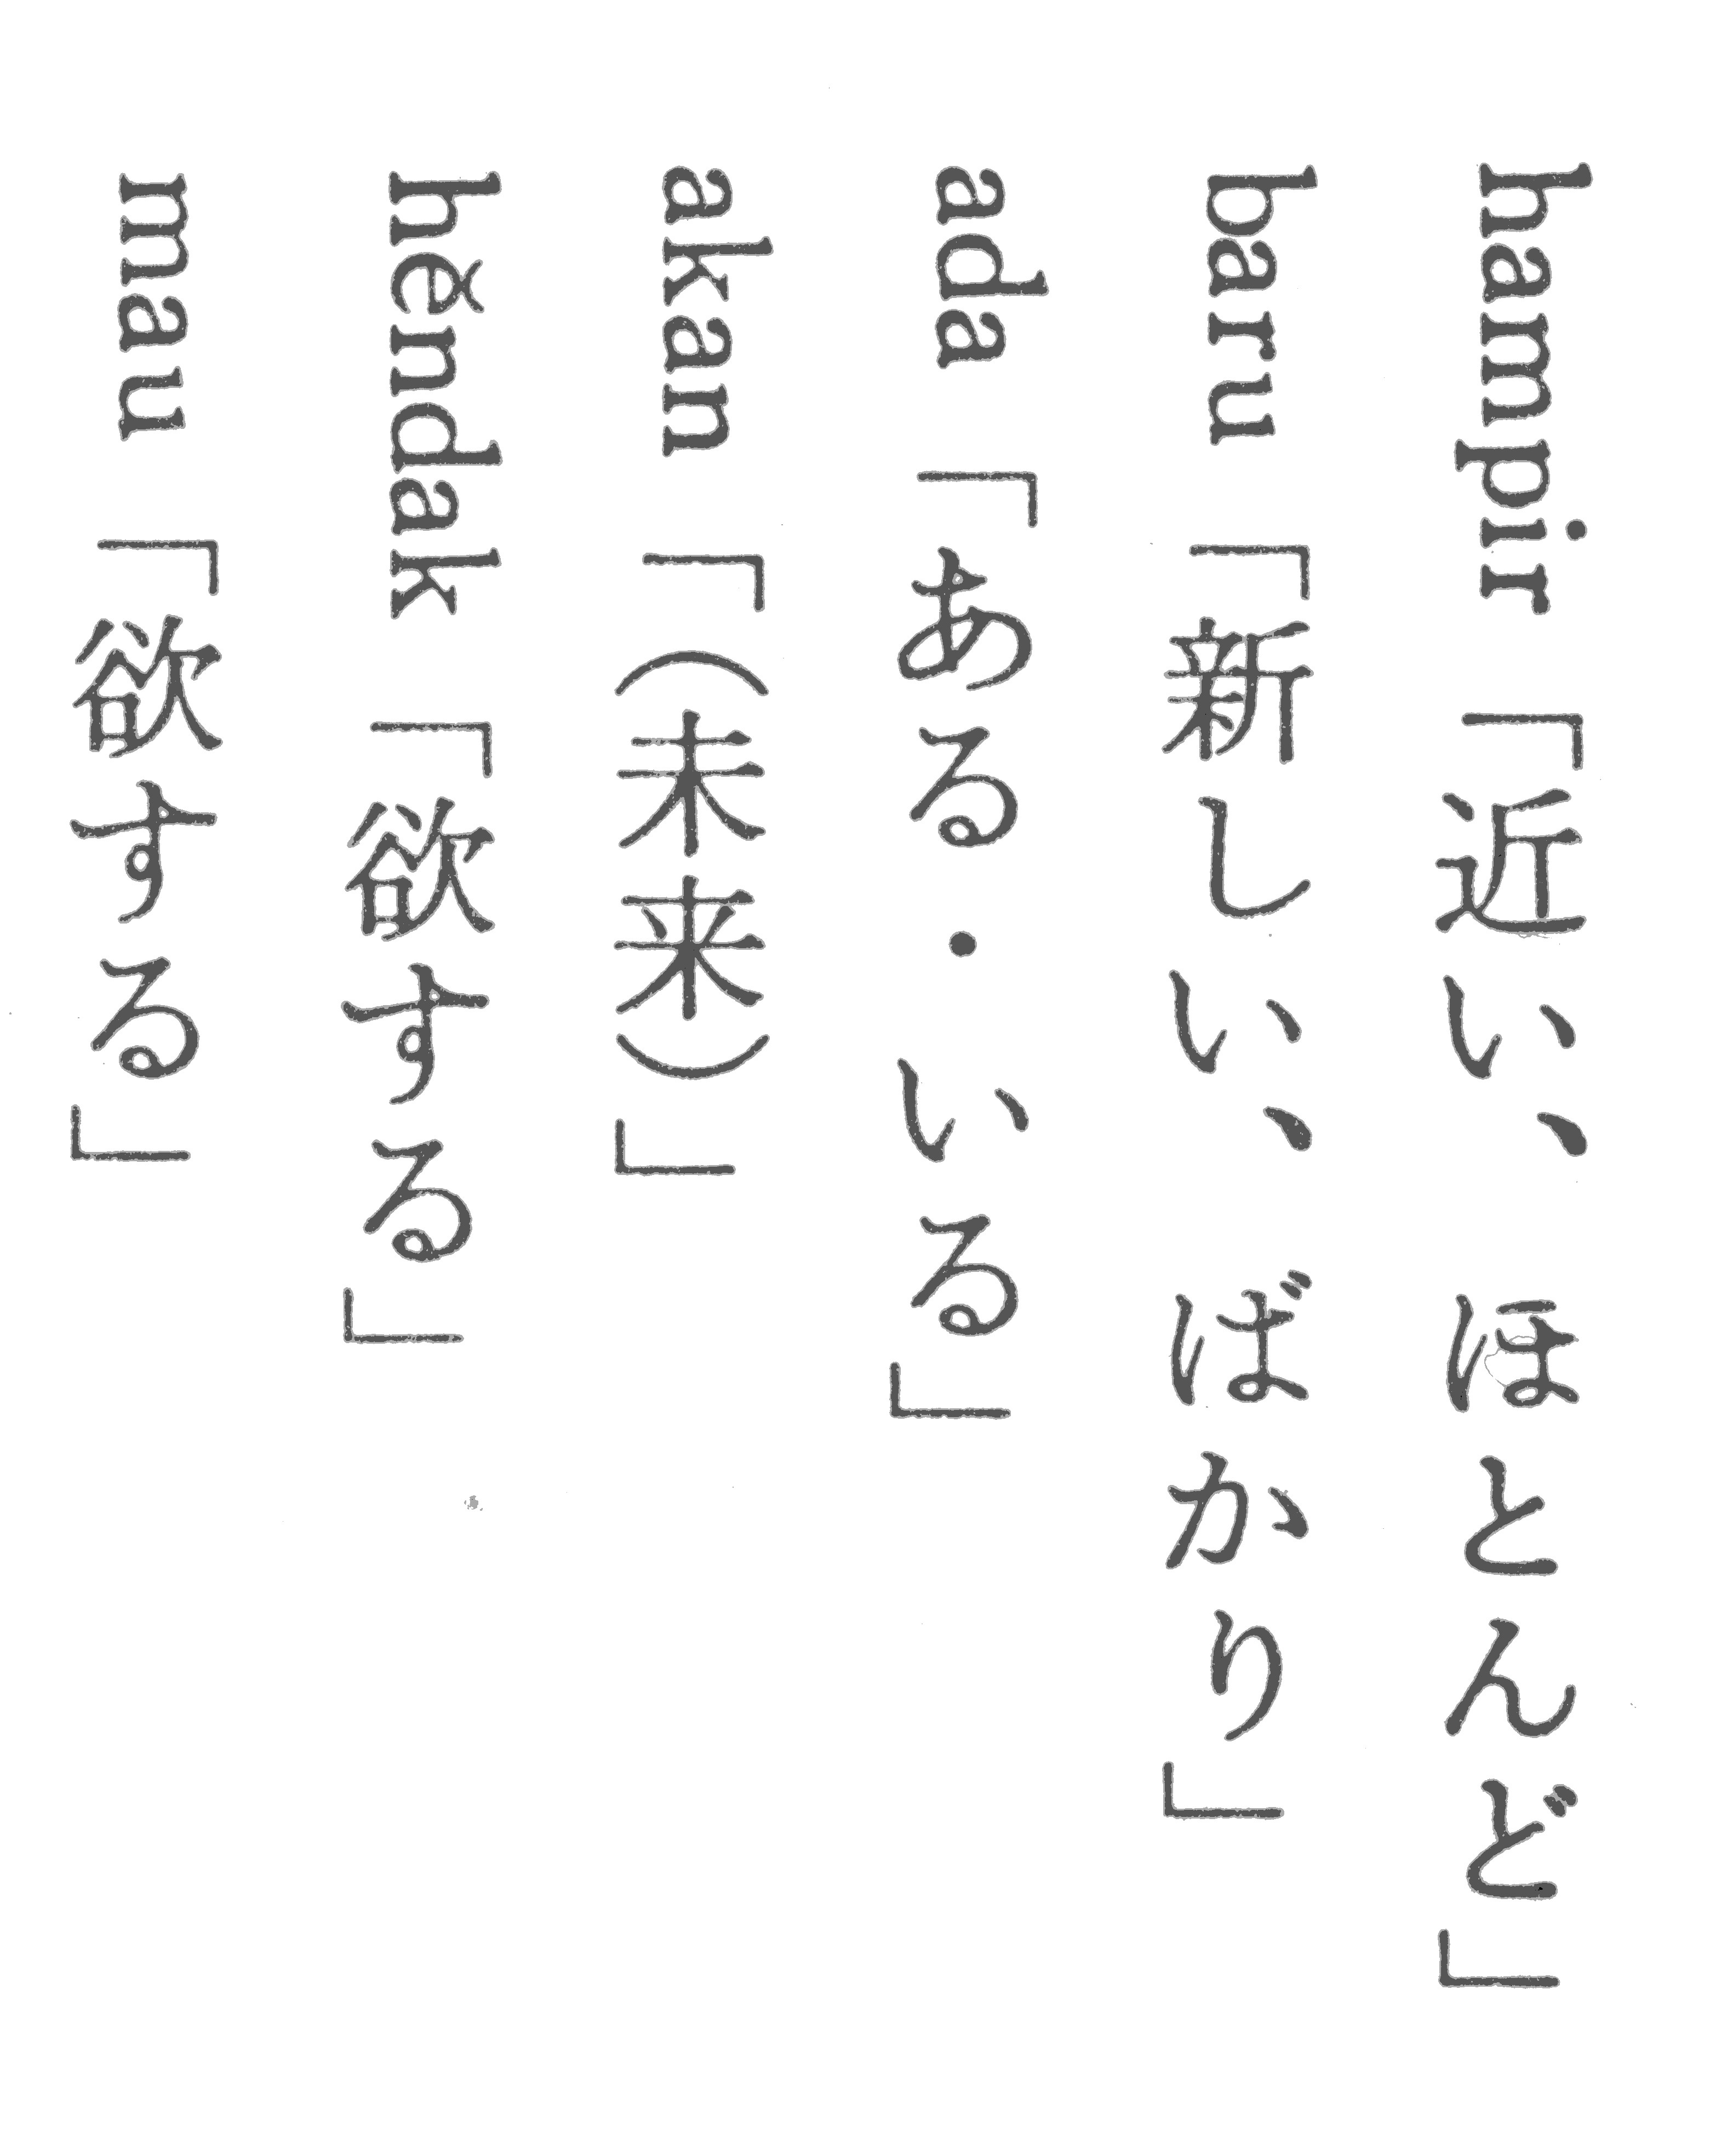 hampir「近い、ほとんど」
baru「新しい、ばかり」
ada「ある・いる」
akan「(未来)」
hĕndak「欲する」
mau「欲する」